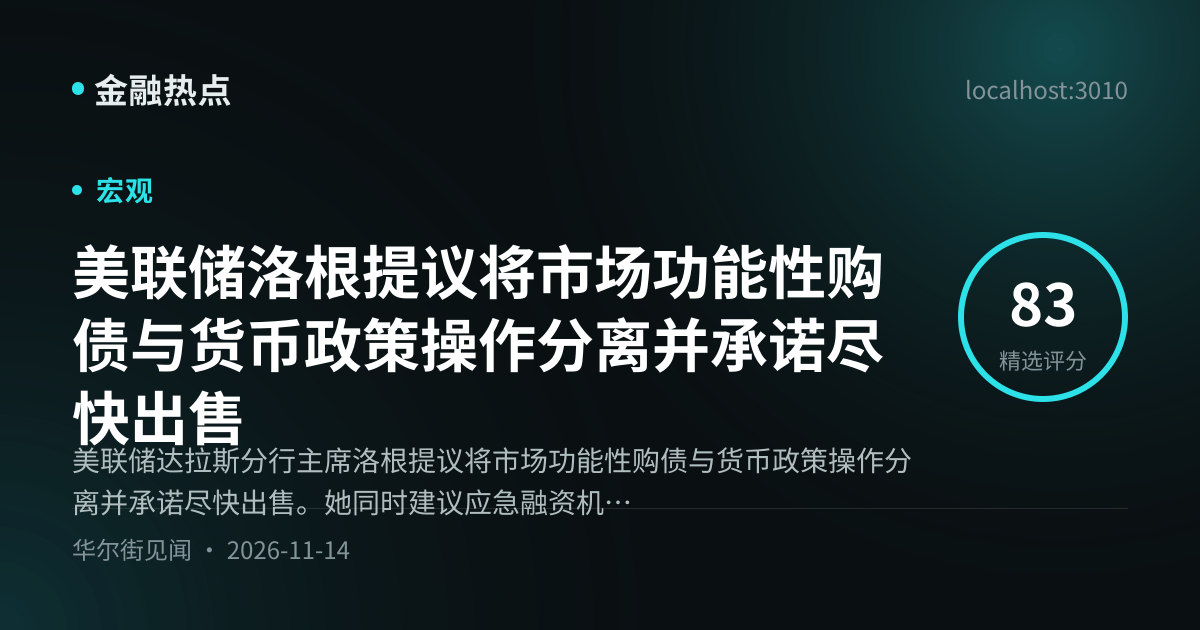 金融热点
localhost:3010
宏观
美联储洛根提议将市场功能性购
债与货币政策操作分离并承诺尽
快出售
83
精选评分
美联储达拉斯分行主席洛根提议将市场功能性购债与货币政策操作分
离并承诺尽快出售。她同时建议应急融资机…
华尔街见闻 · 2026-11-14